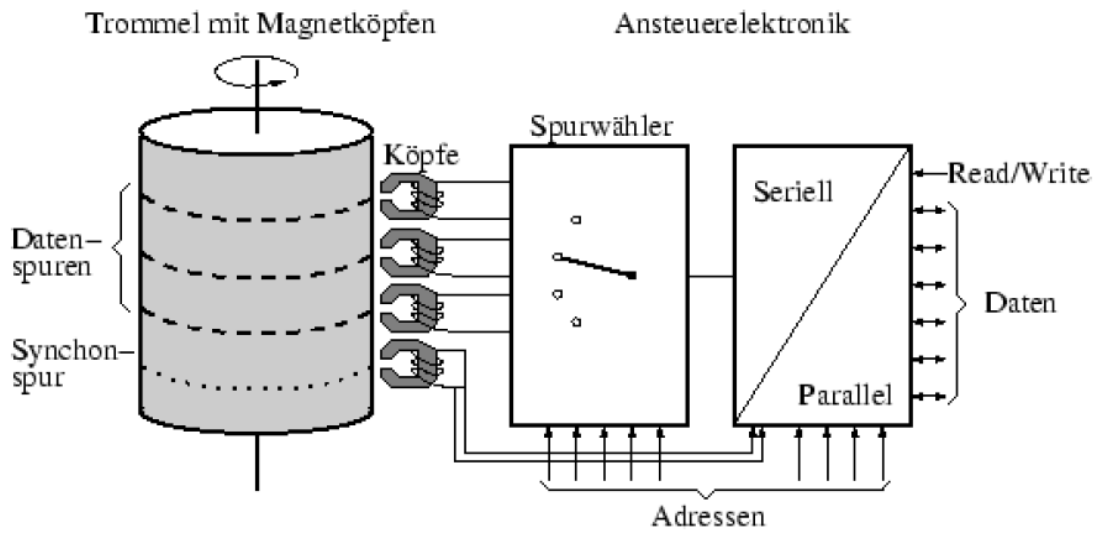 Trommel mit Magnetköpfen
Ansteuerelektronik
Spurwähler
Köpfe
Read/Write
Seriell
Daten–
spuren
Daten
Synchon–
spur
Parallel
Adressen